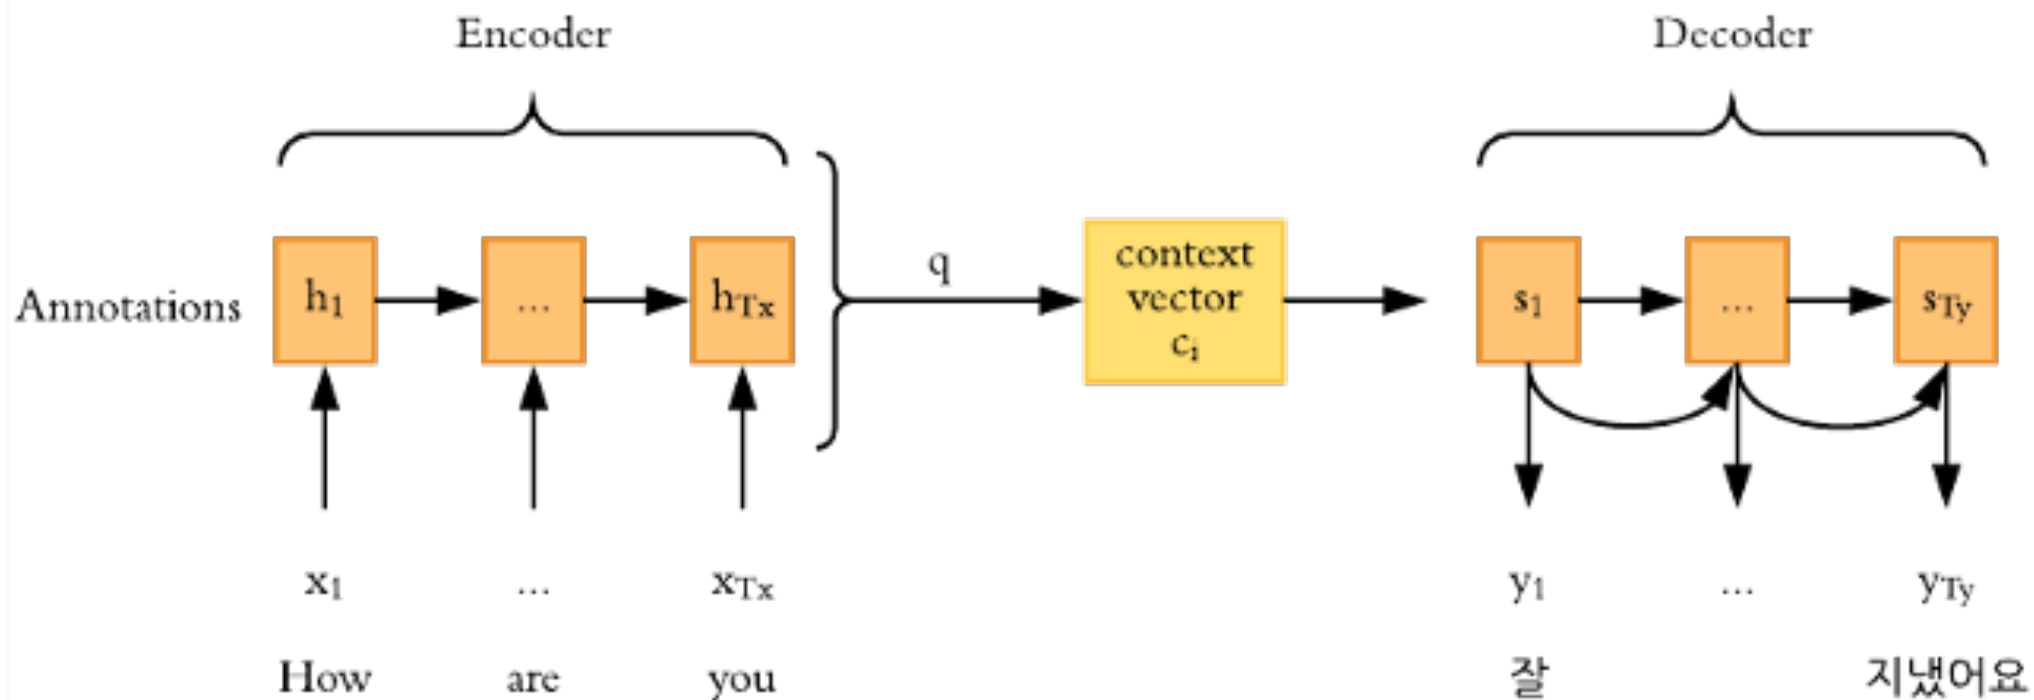 Encoder Decoder
q
Annotations h1 ... hTx context vector ci s1 ... sTy
x1 ... xTx y1 ... yTy
How are you 잘 지냈어요